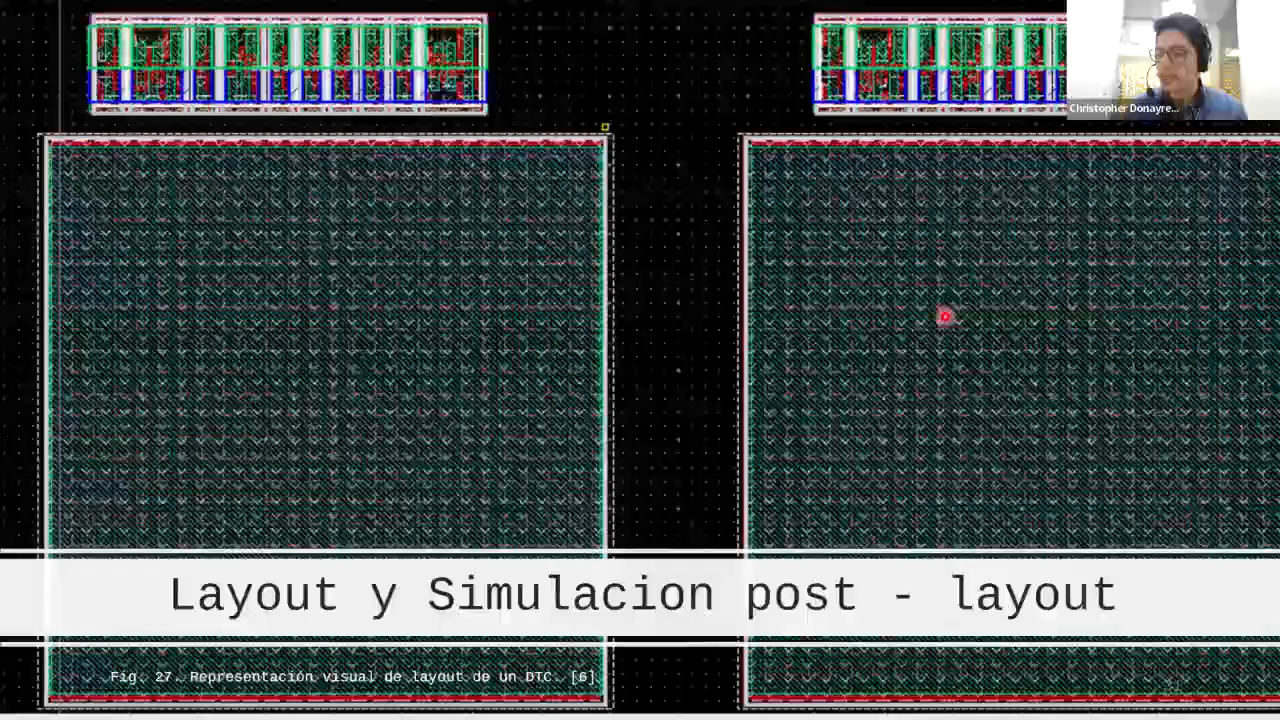 Christopher Donayre...
Layout y Simulacion post - layout
Fig. 27. Representación visual de layout de un DTC. [6]